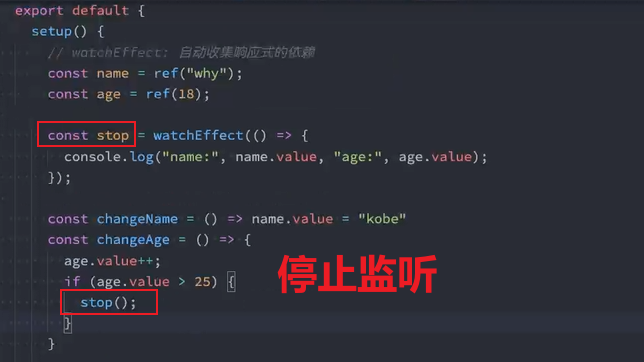 export default {
setup() {
// watchEffect: 自动收集响应式的依赖
const name = ref("why");
const age = ref(18);
const stop = watchEffect(() => {
console.log("name:", name.value, "age:", age.value);
});
const changeName = () => name.value = "kobe"
const changeAge = () => {
age.value++;
if (age.value > 25) {
stop();
}
}
停止监听